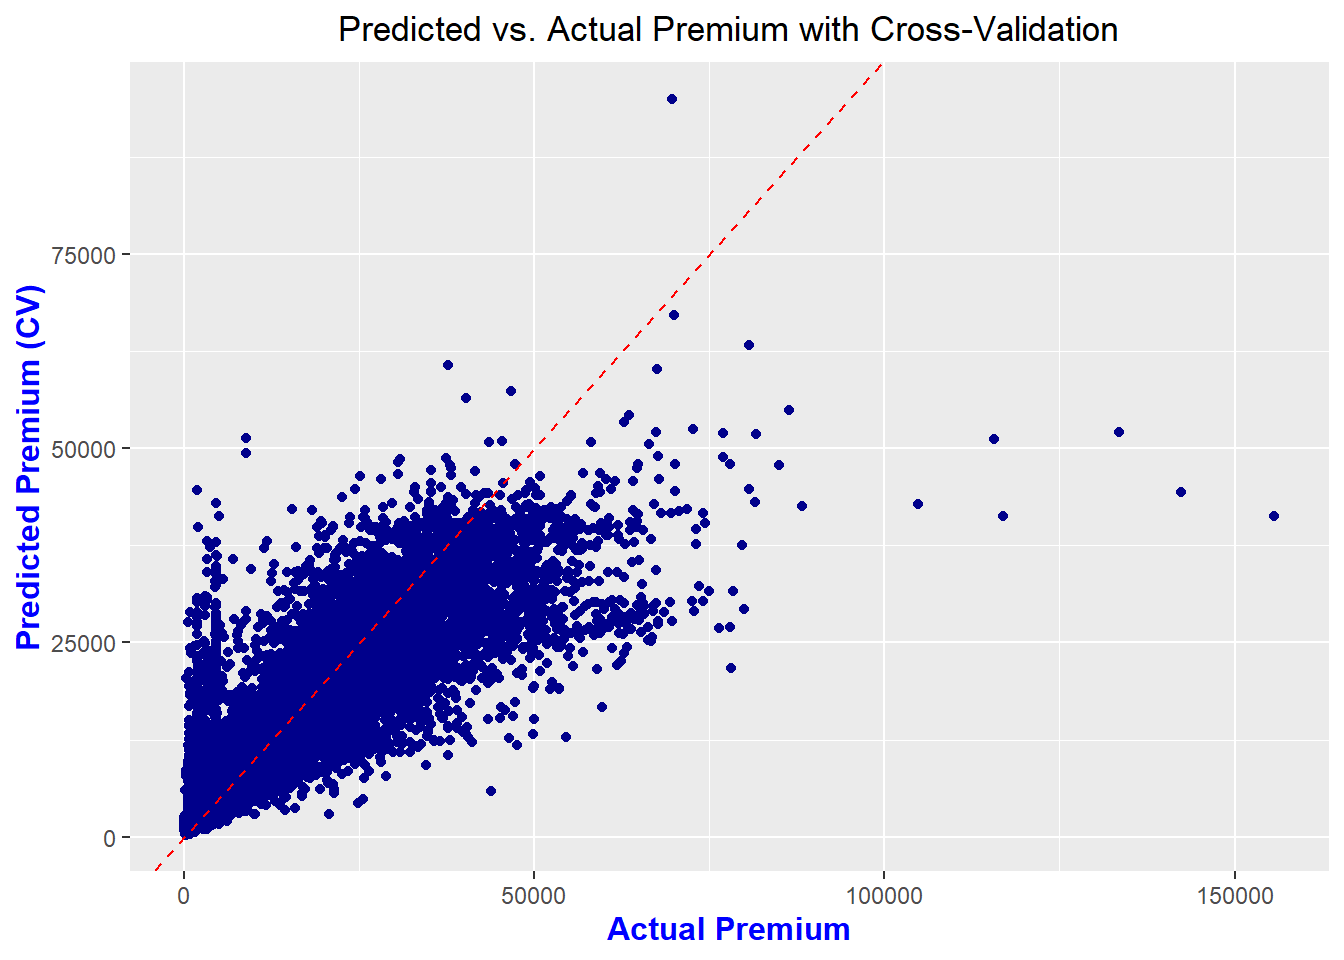 Predicted vs. Actual Premium with Cross-Validation
Predicted Premium (CV)
75000
50000
25000
0
0 50000 100000 150000
Actual Premium